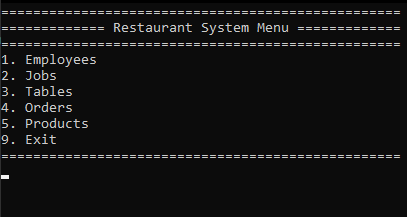 ==================================================
============= Restaurant System Menu =============
==================================================
1. Employees
2. Jobs
3. Tables
4. Orders
5. Products
9. Exit
==================================================